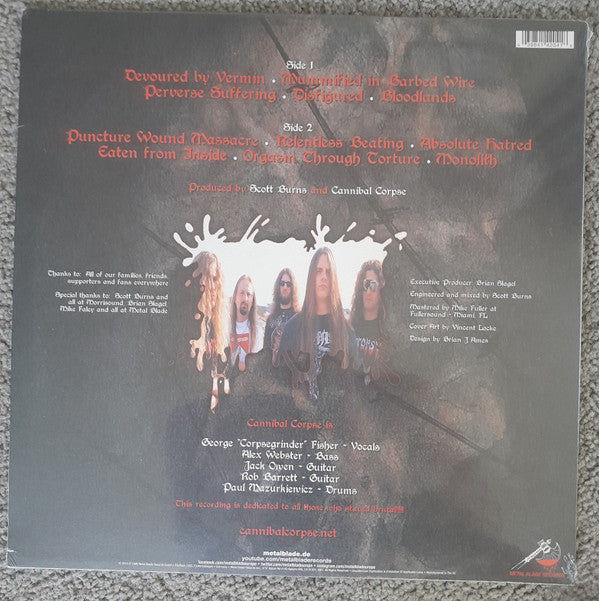 Side 1
Devoured by Vermin • Mummified in Barbed Wire
Perverse Suffering • Disfigured • Bloodlands
Side 2
Puncture Wound Massacre • Relentless Beating • Absolute Hatred
Eaten from Inside • Orgasm Through Torture • Monolith
Produced by Scott Burns and Cannibal Corpse
Thanks to: All of our families, friends,
supporters and fans everywhere
Special thanks to: Scott Burns and
all at Morrisound, Brian Slagel,
Mike Faley and all at Metal Blade
Executive Producer: Brian Slagel
Engineered and mixed by Scott Burns
Mastered by Mike Fuller at
Fullersound - Miami, FL
Cover Art by Vincent Locke
Design by Brian J Ames
Cannibal Corpse is:
George "Corpsegrinder" Fisher - Vocals
Alex Webster - Bass
Jack Owen - Guitar
Rob Barrett - Guitar
Paul Mazurkiewicz - Drums
This recording is dedicated to all those who stayed brutal!!!!
cannibalcorpse.net
metalblade.de
youtube.com/metalbladerecords
METAL BLADE RECORDS